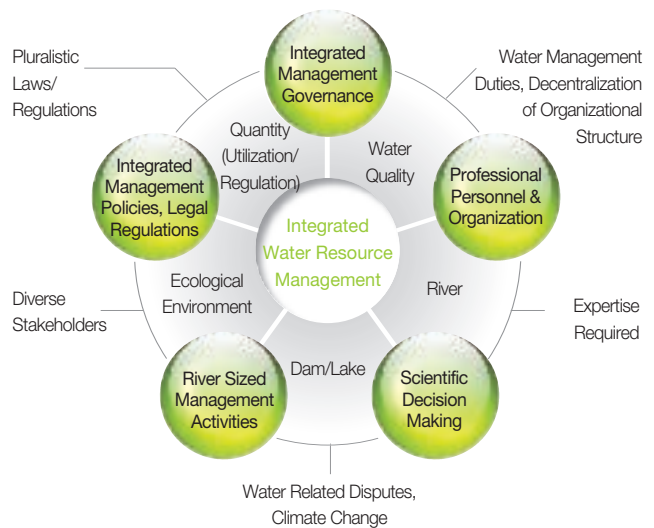 Pluralistic
Laws/
Regulations
Integrated
Management
Governance
Water Management
Duties, Decentralization
of Organizational
Structure
Quantity
(Utilization/
Regulation)
Water
Quality
Integrated
Management
Policies, Legal
Regulations
Professional
Personnel &
Organization
Integrated
Water Resource
Management
Ecological
Environment
River
Diverse
Stakeholders
Expertise
Required
River Sized
Management
Activities
Dam/Lake
Scientific
Decision
Making
Water Related Disputes,
Climate Change